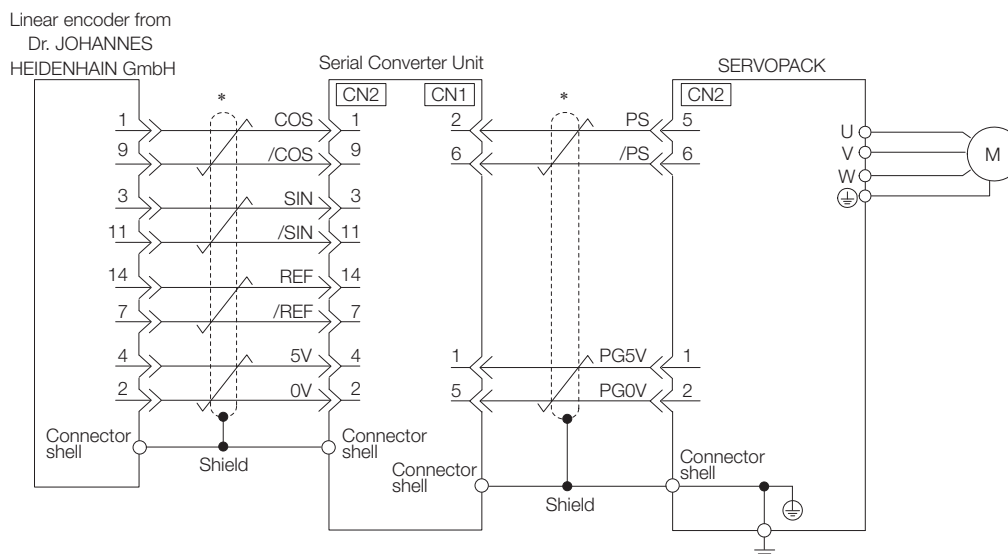 Linear encoder from
Dr. JOHANNES
HEIDENHAIN GmbH
Serial Converter Unit
SERVOPACK
*
CN2
CN1
*
CN2
1
COS
1
2
PS
5
9
/COS
9
6
/PS
6
U
V
W
M
3
SIN
3
11
/SIN
11
14
REF
14
7
/REF
7
4
5V
4
1
PG5V
1
2
0V
2
5
PG0V
2
Connector
shell
Shield
Connector
shell
Connector
shell
Shield
Connector
shell